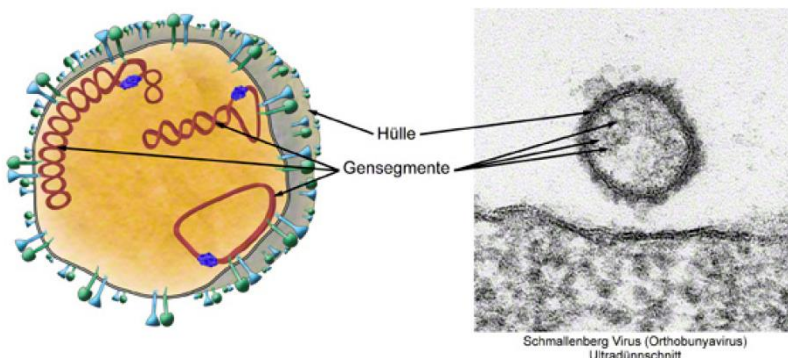 Hülle
Gensegmente
Schmallenberg Virus (Orthobunyavirus)
Ultradünnschnitt